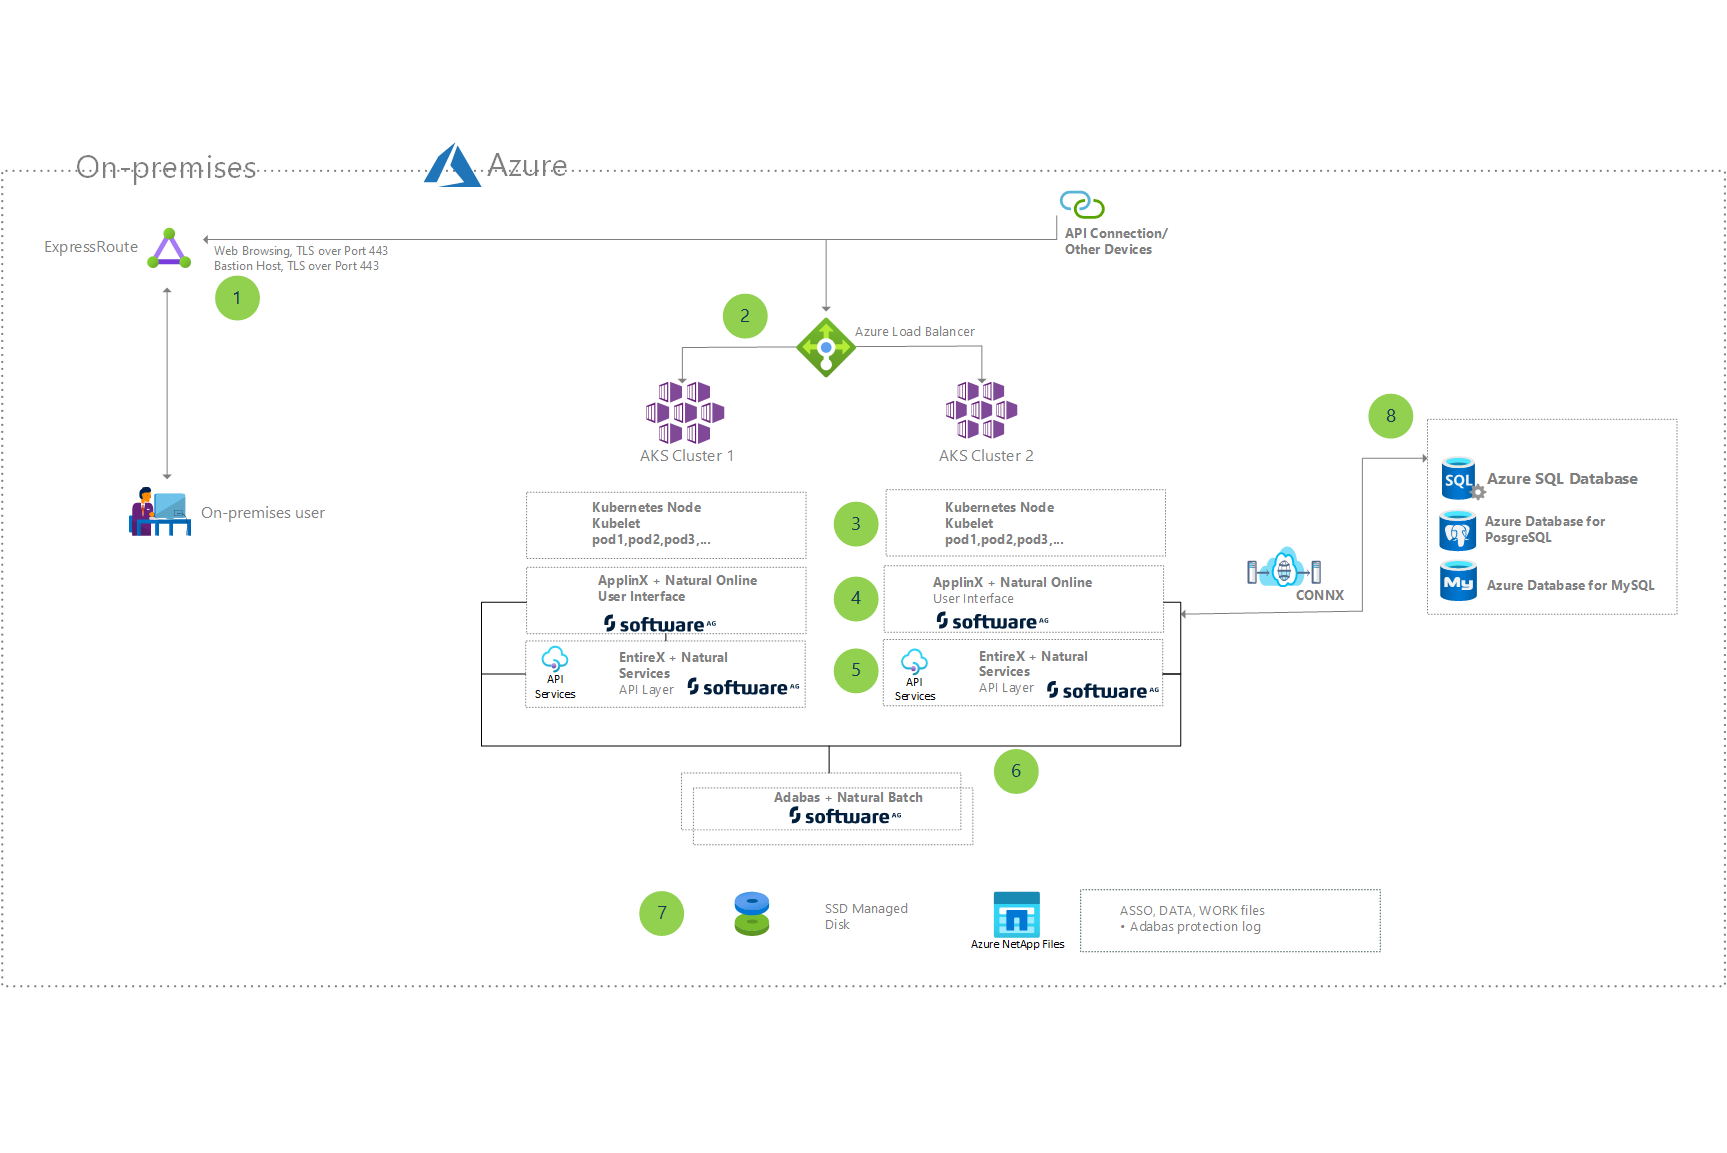 On-premises
Azure
API Connection/
Other Devices
ExpressRoute
Web Browsing, TLS over Port 443
Bastion Host, TLS over Port 443
1
2
Azure Load Balancer
AKS Cluster 1
AKS Cluster 2
On-premises user
Kubernetes Node
Kubelet
pod1,pod2,pod3,...
3
Kubernetes Node
Kubelet
pod1,pod2,pod3,...
ApplinX + Natural Online
User Interface
software AG
4
ApplinX + Natural Online
User Interface
software AG
API
Services
EntireX + Natural
Services
API Layer
software AG
5
API
Services
EntireX + Natural
Services
API Layer
software AG
CONNX
8
SQL
Azure SQL Database
Azure Database for
PosgreSQL
My
Azure Database for MySQL
6
Adabas + Natural Batch
software AG
7
SSD Managed
Disk
Azure NetApp Files
ASSO, DATA, WORK files
• Adabas protection log